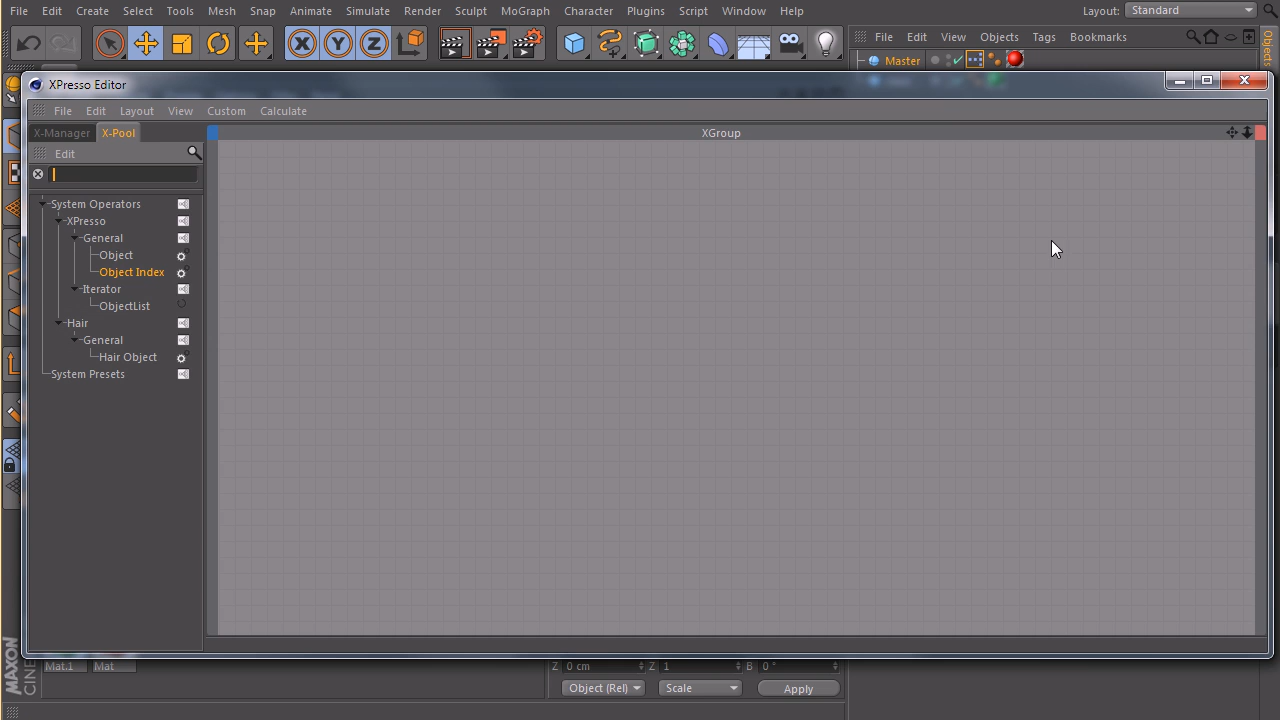 File Edit Create Select Tools Mesh Snap Animate Simulate Render Sculpt MoGraph Character Plugins Script Window Help Layout: Standard
File Edit View Objects Tags Bookmarks
Objects
Master
XPresso Editor
File Edit Layout View Custom Calculate
X-Manager X-Pool
XGroup
Edit
System Operators
XPresso
General
Object
Object Index
Iterator
ObjectList
Hair
General
Hair Object
System Presets
X Y Z
MAXON
CINE
Mat.1 Mat
Z 0 cm Z 1 B 0 °
Object (Rel) Scale Apply